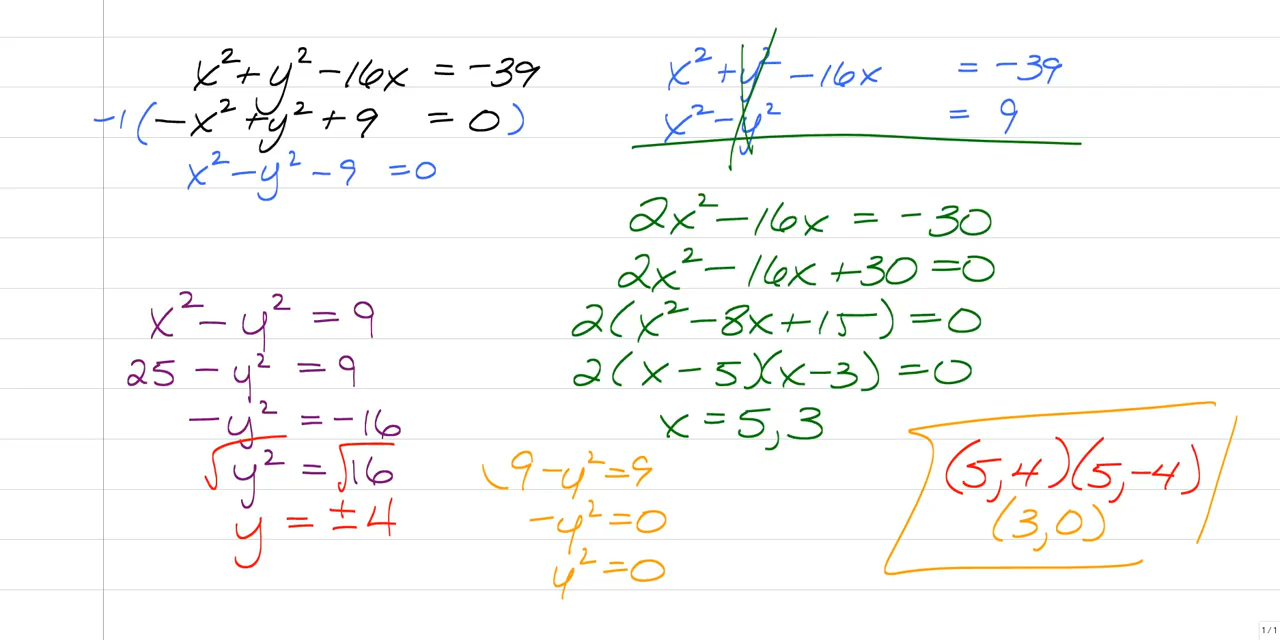 x² + y² - 16x = -39
-1(-x² + y² + 9 = 0)
x² - y² - 9 = 0
x² + y² - 16x = -39
x² - y² = 9
2x² - 16x = -30
2x² - 16x + 30 = 0
2(x² - 8x + 15) = 0
2(x - 5)(x - 3) = 0
x = 5, 3
x² - y² = 9
25 - y² = 9
-y² = -16
√y² = √16
y = ±4
9 - y² = 9
-y² = 0
y² = 0
(5, 4)(5, -4)
(3, 0)
1/1